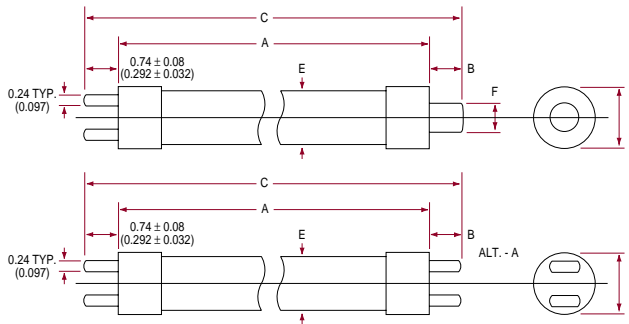 C
A
0.74 ± 0.08
(0.292 ± 0.032)
E
B
0.24 TYP.
(0.097)
F
C
A
0.74 ± 0.08
(0.292 ± 0.032)
E
B
ALT. - A
0.24 TYP.
(0.097)